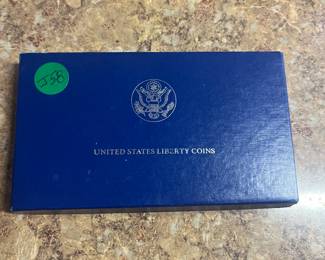 J58
UNITED STATES LIBERTY COINS